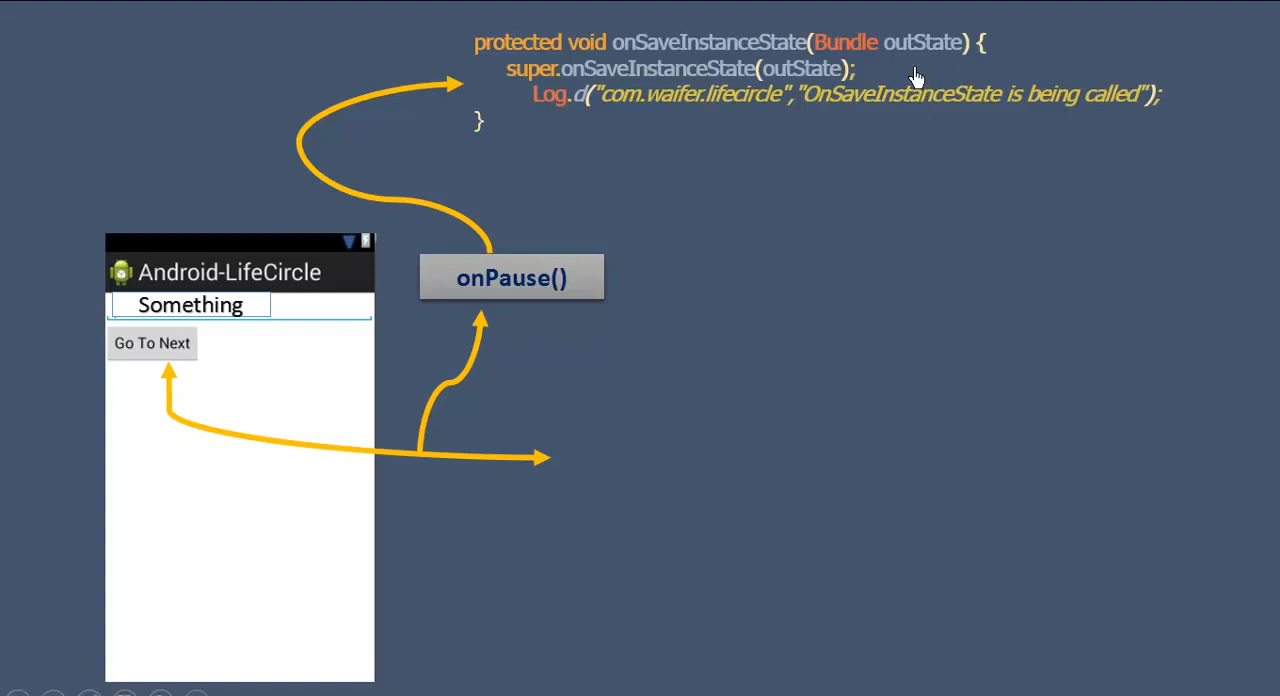 protected void onSaveInstanceState(Bundle outState) {
super.onSaveInstanceState(outState);
Log.d("com.waifer.lifecircle","OnSaveInstanceState is being called");
}
Android-LifeCircle
Something
Go To Next
onPause()